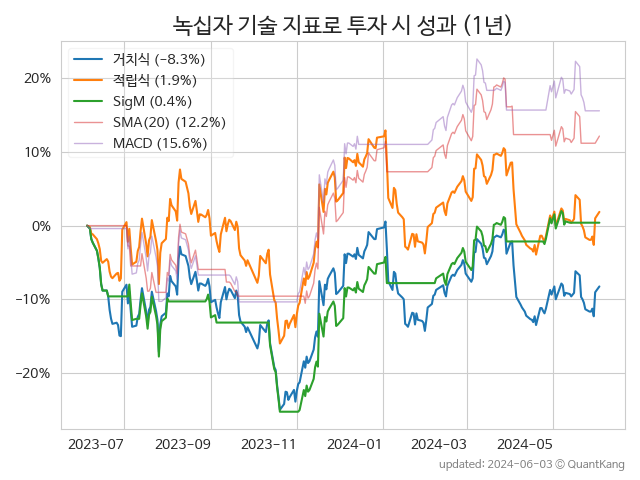 녹십자 기술 지표로 투자 시 성과 (1년)
거치식 (−8.3%)
적립식 (1.9%)
SigM (0.4%)
SMA(20) (12.2%)
MACD (15.6%)
20%
10%
0%
−10%
−20%
2023-07 2023-09 2023-11 2024-01 2024-03 2024-05
updated: 2024-06-03 © QuantKang